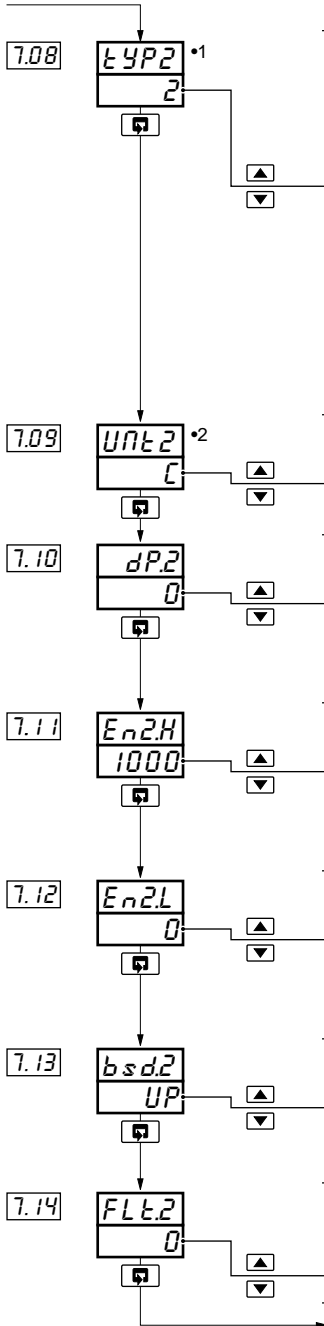 7.08
tYP2 •1
2
7.09
UNt2 •2
C
7.10
dP.2
0
7.11
En2.H
1000
7.12
En2.L
0
7.13
bsd.2
UP
7.14
FLt.2
0